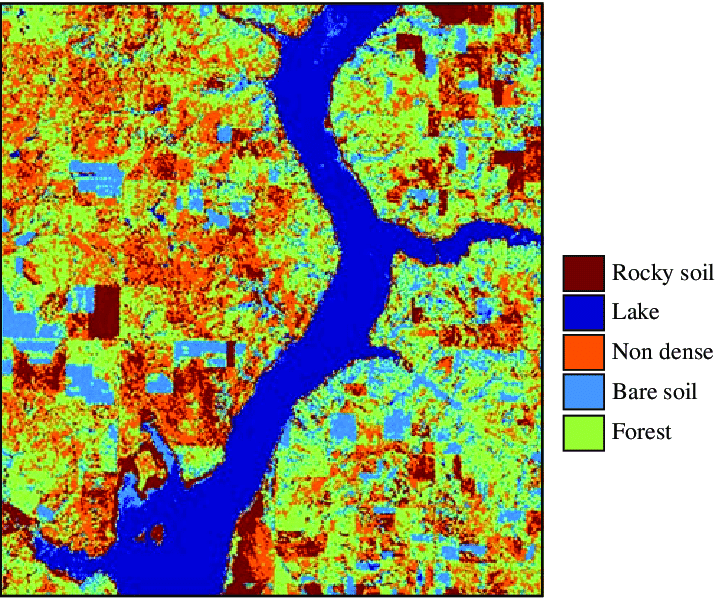 Rocky soil
Lake
Non dense
Bare soil
Forest